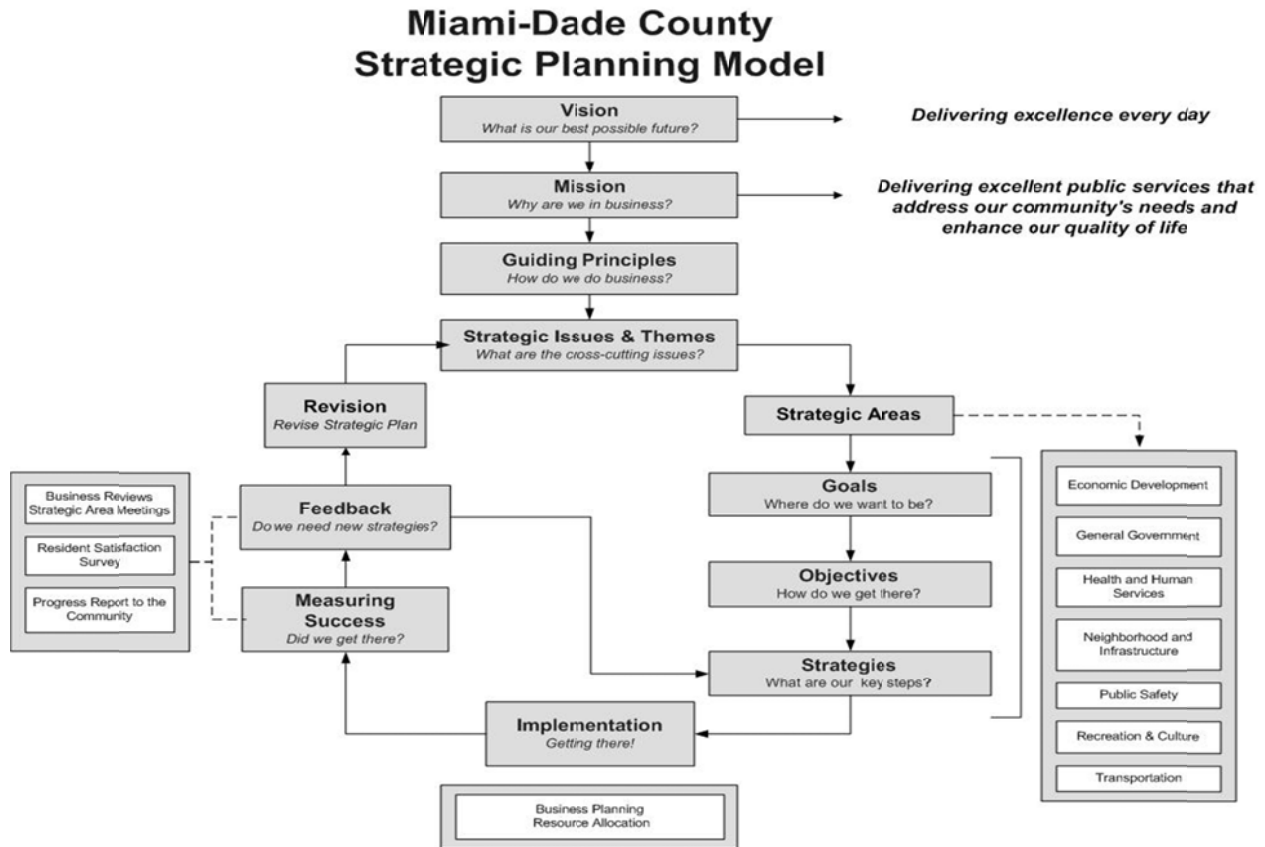 Miami-Dade County
Strategic Planning Model
Vision
What is our best possible future?
Delivering excellence every day
Mission
Why are we in business?
Delivering excellent public services that
address our community's needs and
enhance our quality of life
Guiding Principles
How do we do business?
Strategic Issues & Themes
What are the cross-cutting issues?
Revision
Revise Strategic Plan
Strategic Areas
Business Reviews
Strategic Area Meetings
Resident Satisfaction
Survey
Progress Report to the
Community
Feedback
Do we need new strategies?
Measuring
Success
Did we get there?
Goals
Where do we want to be?
Objectives
How do we get there?
Strategies
What are our key steps?
Economic Development
General Government
Health and Human
Services
Neighborhood and
Infrastructure
Public Safety
Recreation & Culture
Transportation
Implementation
Getting there!
Business Planning
Resource Allocation